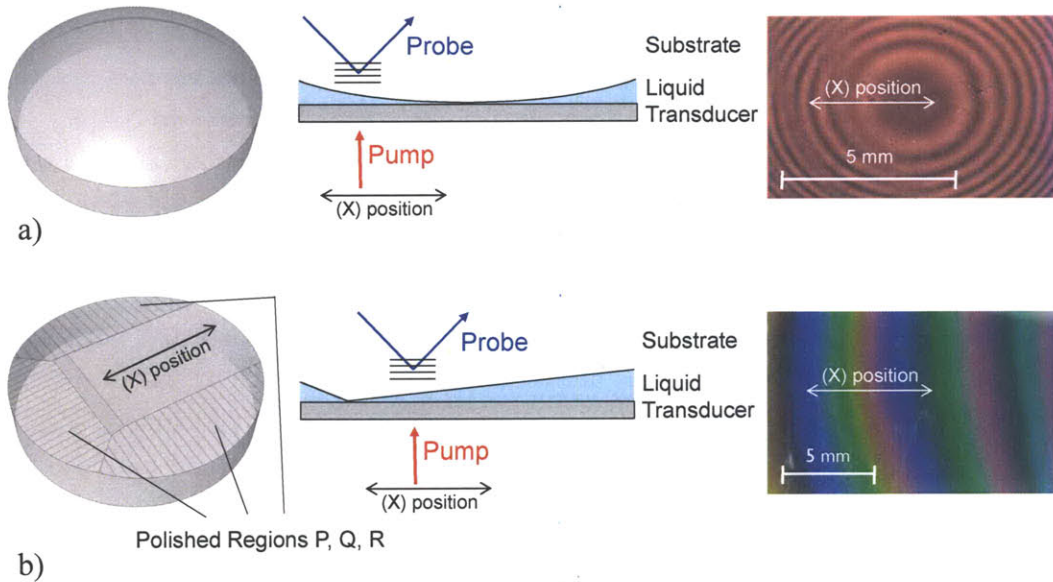 Probe
Substrate
Liquid
Transducer
Pump
(X) position
(X) position
5 mm
a)
(X) position
Probe
Substrate
Liquid
Transducer
Pump
(X) position
(X) position
5 mm
Polished Regions P, Q, R
b)